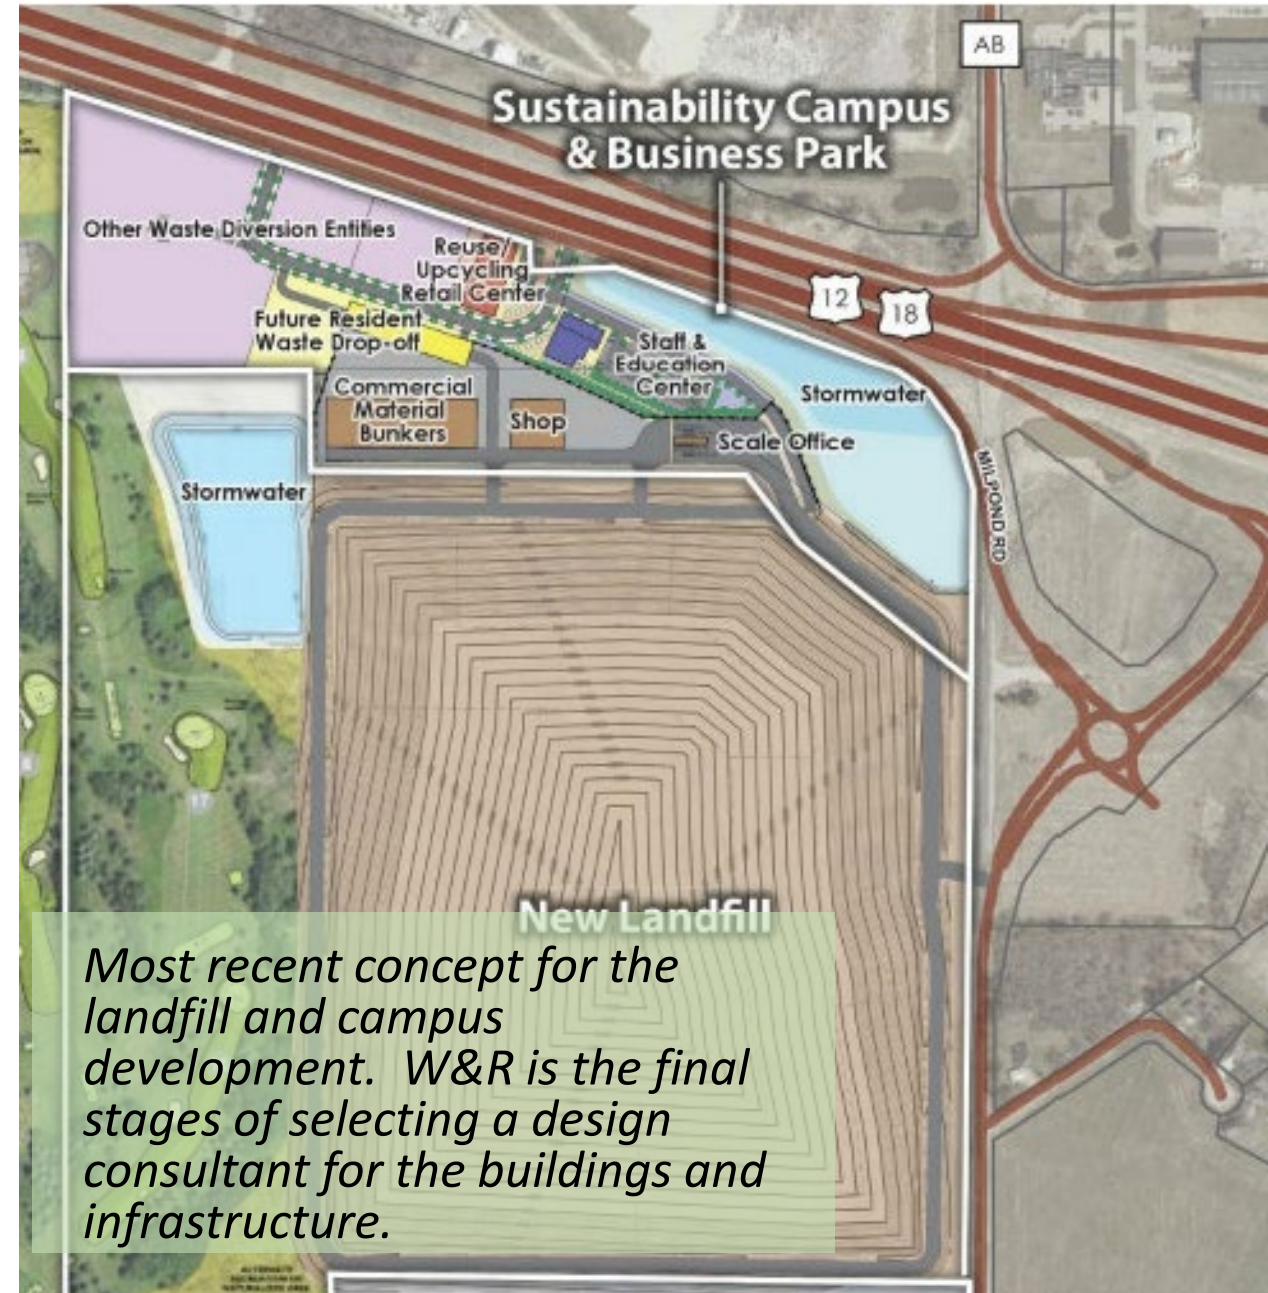 AB
Sustainability Campus
& Business Park
Other Waste Diversion Entities
Reuse/
Upcycling
Retail Center
12
18
Future Resident
Waste Drop-off
Staff &
Education
Center
Stormwater
Commercial
Material
Bunkers
Shop
Scale Office
Stormwater
MILPOND RD
New Landfill
Most recent concept for the
landfill and campus
development.  W&R is the final
stages of selecting a design
consultant for the buildings and
infrastructure.